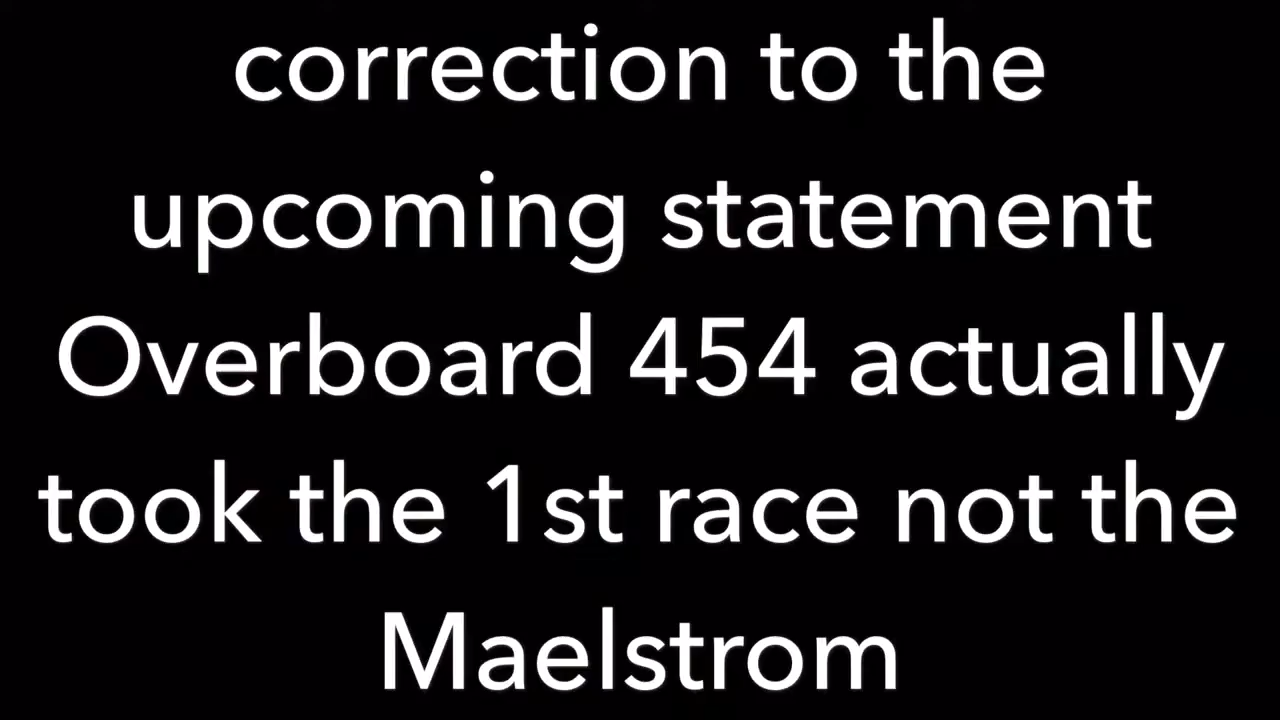 correction to the
upcoming statement
Overboard 454 actually
took the 1st race not the
Maelstrom